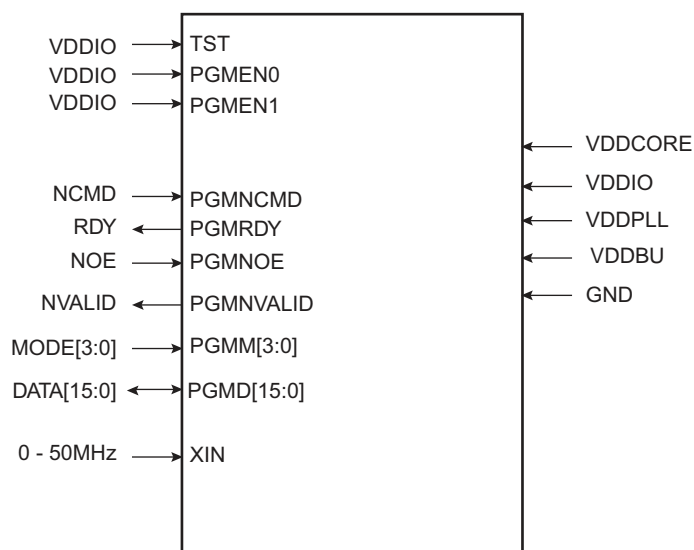 VDDIO TST
VDDIO PGMEN0
VDDIO PGMEN1
VDDCORE
VDDIO
NCMD PGMNCMD
VDDPLL
RDY PGMRDY
VDDBU
NOE PGMNOE
GND
NVALID PGMNVALID
MODE[3:0] PGMM[3:0]
DATA[15:0] PGMD[15:0]
0 - 50MHz XIN